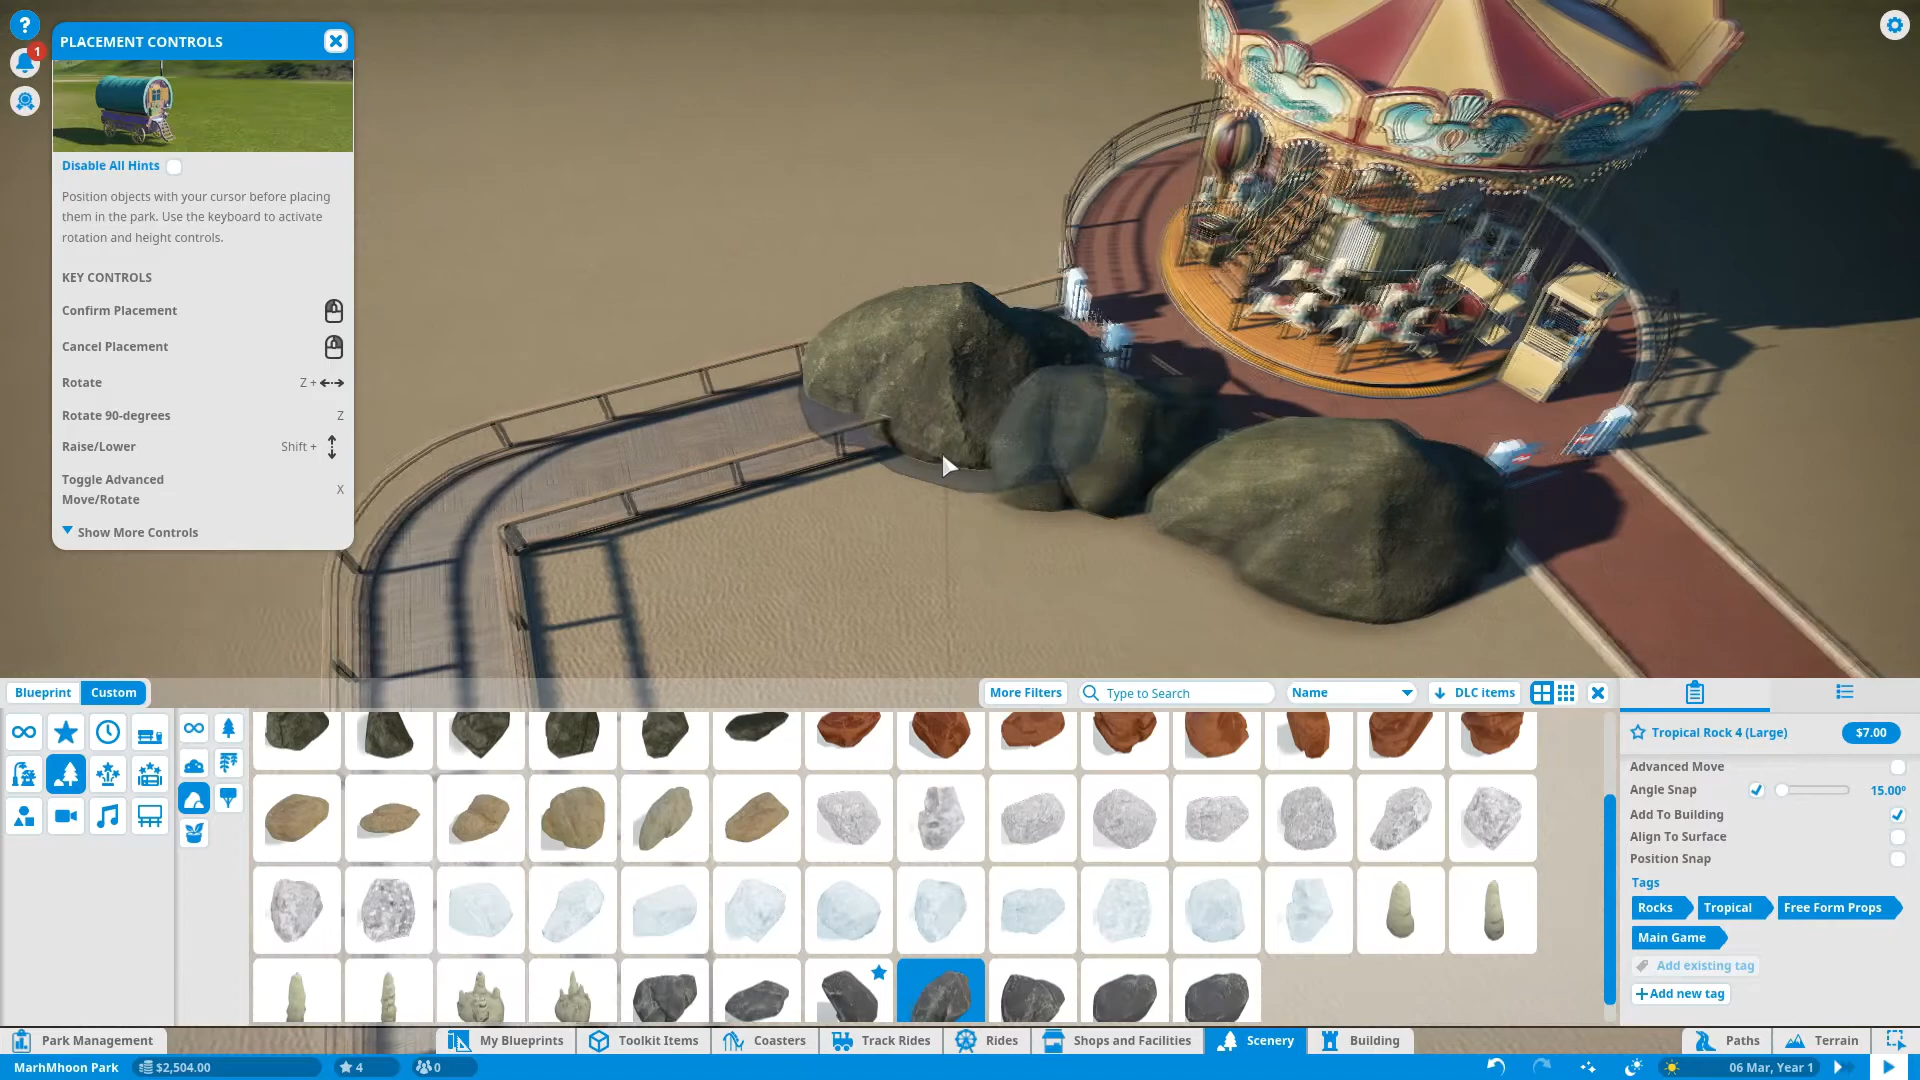 ?
1
PLACEMENT CONTROLS
Disable All Hints
Position objects with your cursor before placing
them in the park. Use the keyboard to activate
rotation and height controls.
KEY CONTROLS
Confirm Placement
Cancel Placement
Rotate Z +
Rotate 90-degrees Z
Raise/Lower Shift +
Toggle Advanced
Move/Rotate X
Show More Controls
Blueprint Custom
More Filters Type to Search Name DLC items
Tropical Rock 4 (Large) $7.00
Advanced Move
Angle Snap 15.00°
Add To Building
Align To Surface
Position Snap
Tags
Rocks Tropical Free Form Props
Main Game
Add existing tag
+Add new tag
Park Management My Blueprints Toolkit Items Coasters Track Rides Rides Shops and Facilities Scenery Building Paths Terrain
MarhMhoon Park $2,504.00 4 0 06 Mar, Year 1